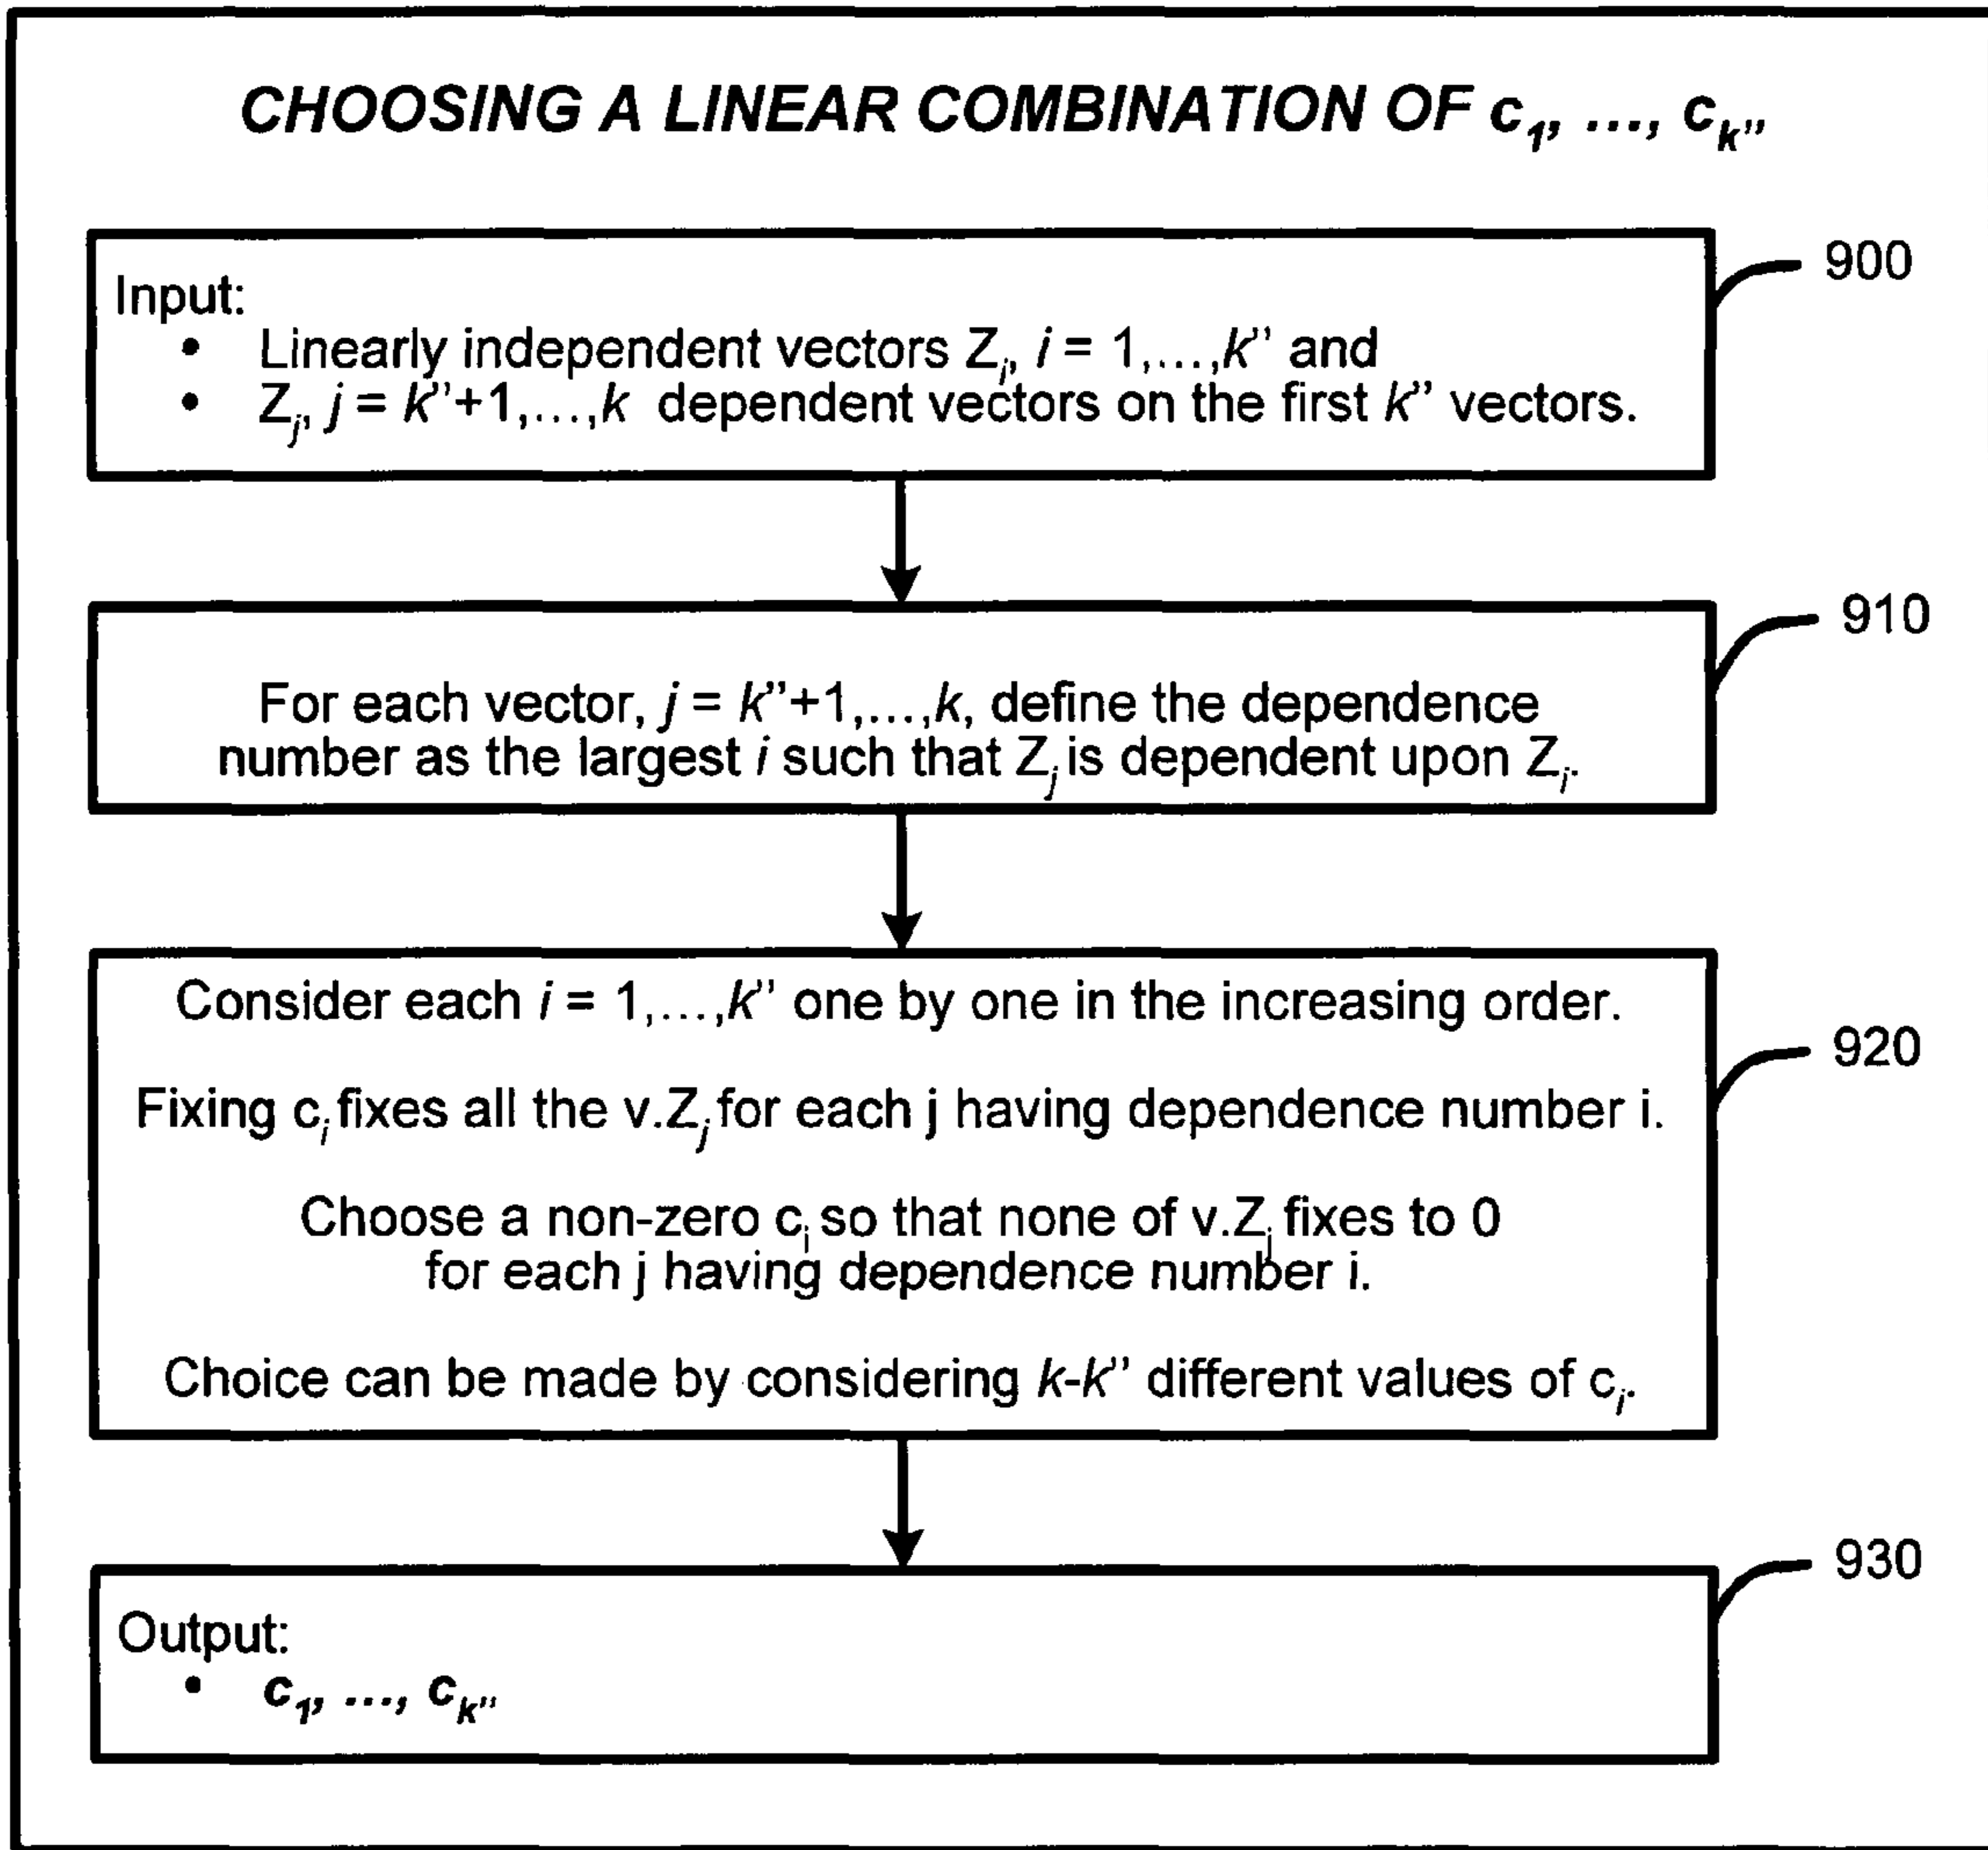 CHOOSING A LINEAR COMBINATION OF c1, ..., ck''
900
Input:
• Linearly independent vectors Zi, i = 1,...,k'' and
• Zj, j = k''+1,...,k dependent vectors on the first k'' vectors.
910
For each vector, j = k''+1,...,k, define the dependence
number as the largest i such that Zj is dependent upon Zi.
Consider each i = 1,...,k'' one by one in the increasing order.
920
Fixing ci fixes all the v.Zj for each j having dependence number i.
Choose a non-zero ci so that none of v.Zj fixes to 0
for each j having dependence number i.
Choice can be made by considering k-k'' different values of ci.
930
Output:
• c1, ..., ck''